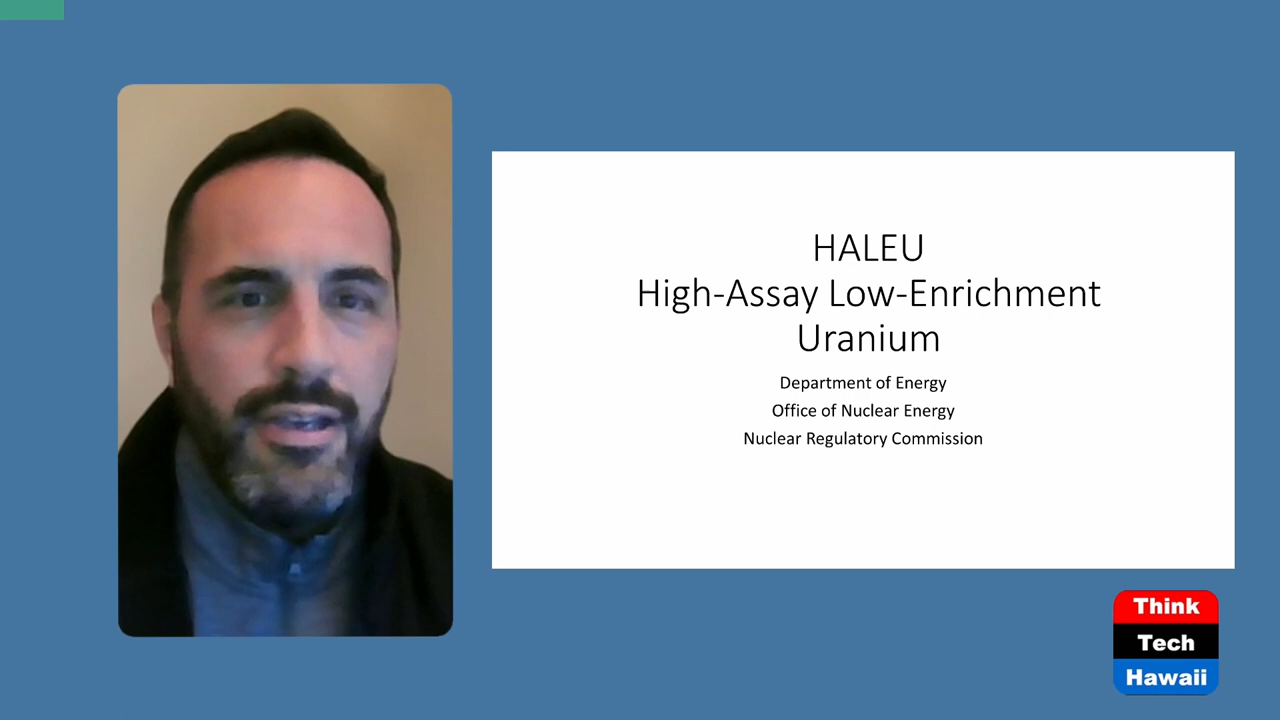 HALEU
High-Assay Low-Enrichment
Uranium
Department of Energy
Office of Nuclear Energy
Nuclear Regulatory Commission
Think
Tech
Hawaii